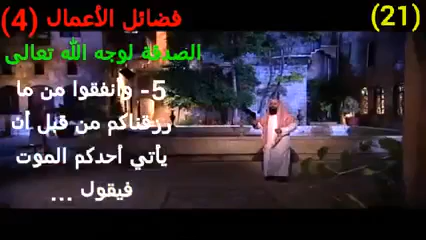 (21)
فضائل الأعمال (4)
الصدقة لوجه الله تعالى
5- وأنفقوا من ما
رزقناكم من قبل أن
يأتي أحدكم الموت
فيقول ...